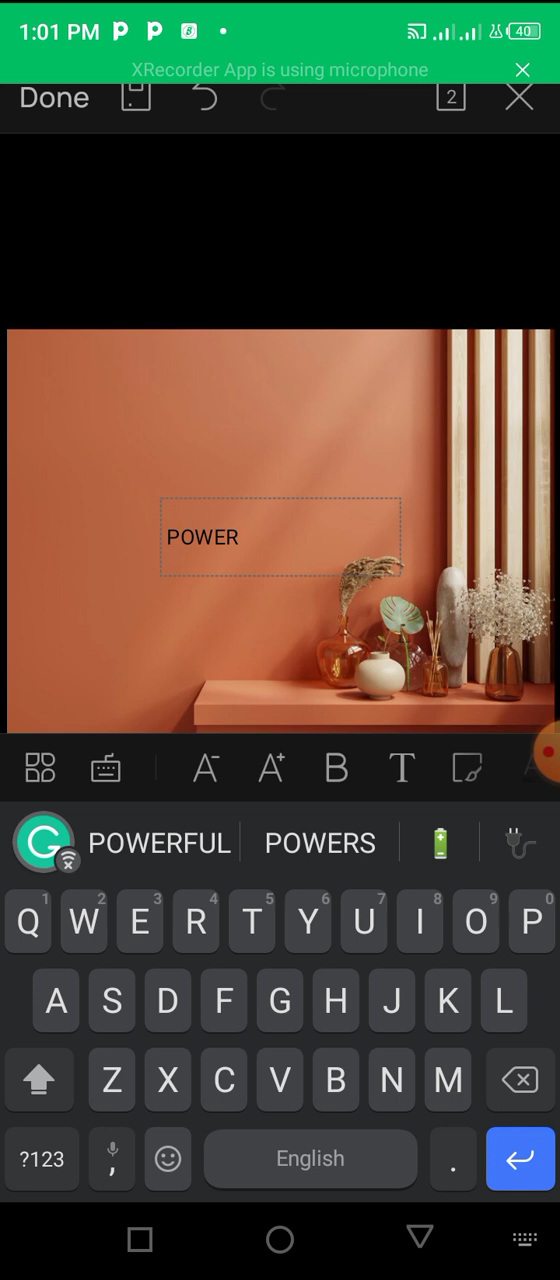 1:01 PM
40
XRecorder App is using microphone
Done
2
POWER
A- A+ B T
POWERFUL POWERS
1 2 3 4 5 6 7 8 9 0
Q W E R T Y U I O P
A S D F G H J K L
Z X C V B N M
?123 , English .